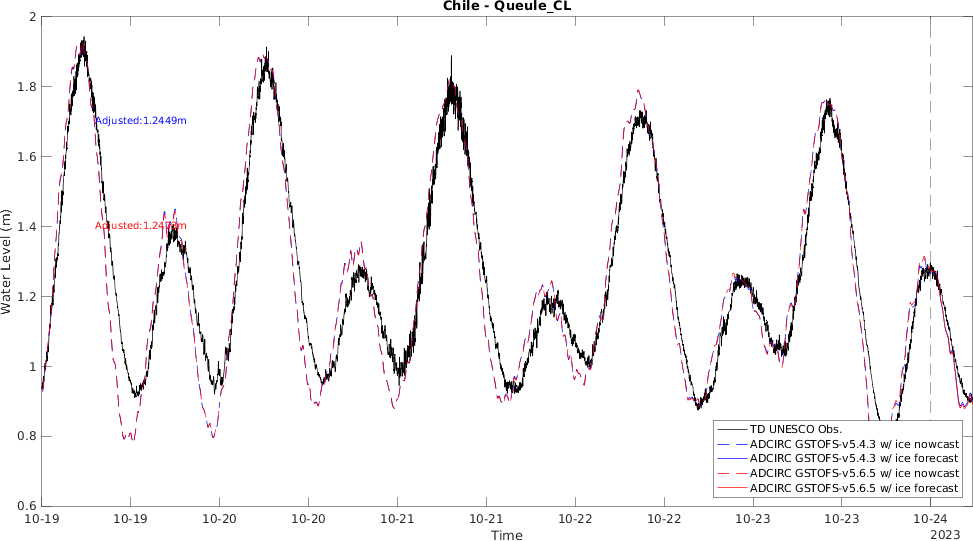 Chile - Queule_CL
Water Level (m)
2
1.8
1.6
1.4
1.2
1
0.8
0.6
Adjusted:1.2449m
TD UNESCO Obs.
ADCIRC GSTOFS-v5.4.3 w/ ice nowcast
ADCIRC GSTOFS-v5.4.3 w/ ice forecast
ADCIRC GSTOFS-v5.6.5 w/ ice nowcast
ADCIRC GSTOFS-v5.6.5 w/ ice forecast
10-19 10-19 10-20 10-20 10-21 10-21 10-22 10-22 10-23 10-23 10-24
Time
2023